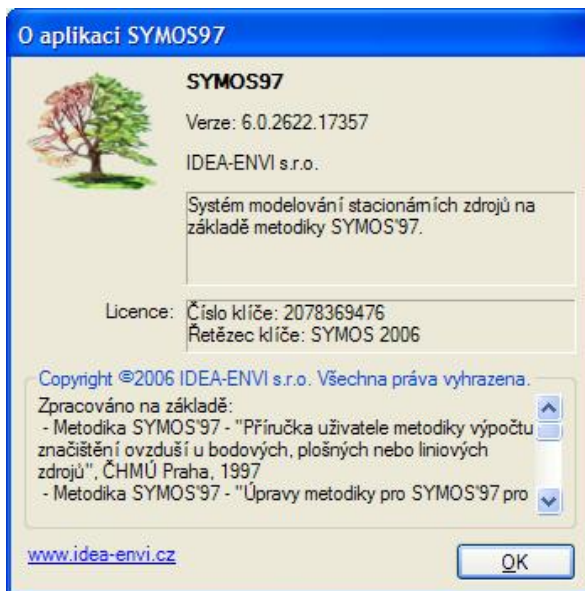 O aplikaci SYMOS97
SYMOS97
Verze: 6.0.2622.17357
IDEA-ENVI s.r.o.
Systém modelování stacionárních zdrojů na
základě metodiky SYMOS'97.
Licence:
Číslo klíče: 2078369476
Řetězec klíče: SYMOS 2006
Copyright ©2006 IDEA-ENVI s.r.o. Všechna práva vyhrazena.
Zpracováno na základě:
- Metodika SYMOS'97 - "Příručka uživatele metodiky výpočtu
značištění ovzduší u bodových, plošných nebo liniových
zdrojů", ČHMÚ Praha, 1997
- Metodika SYMOS'97 - "Úpravy metodiky pro SYMOS'97 pro
www.idea-envi.cz
OK